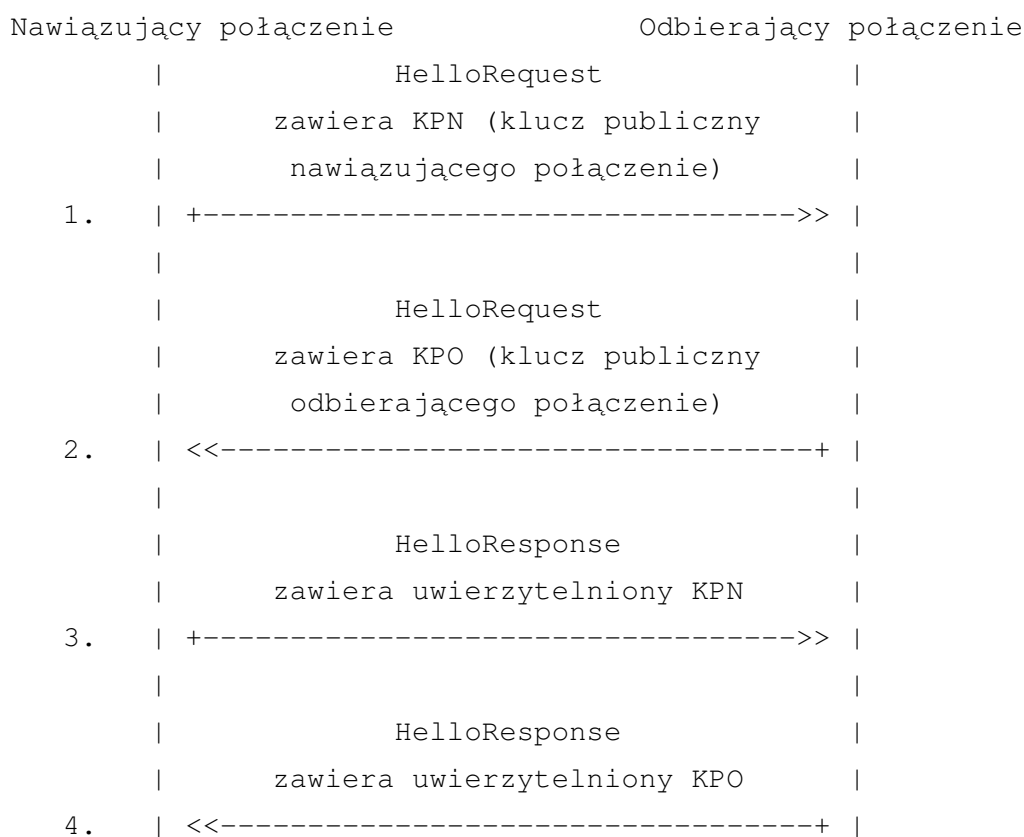 Nawiązujący połączenie Odbierający połączenie
| HelloRequest |
| zawiera KPN (klucz publiczny |
| nawiązującego połączenie) |
1. | +---------------------------------->> |
| |
| HelloRequest |
| zawiera KPO (klucz publiczny |
| odbierającego połączenie) |
2. | <<----------------------------------+ |
| |
| HelloResponse |
| zawiera uwierzytelniony KPN |
3. | +---------------------------------->> |
| |
| HelloResponse |
| zawiera uwierzytelniony KPO |
4. | <<----------------------------------+ |